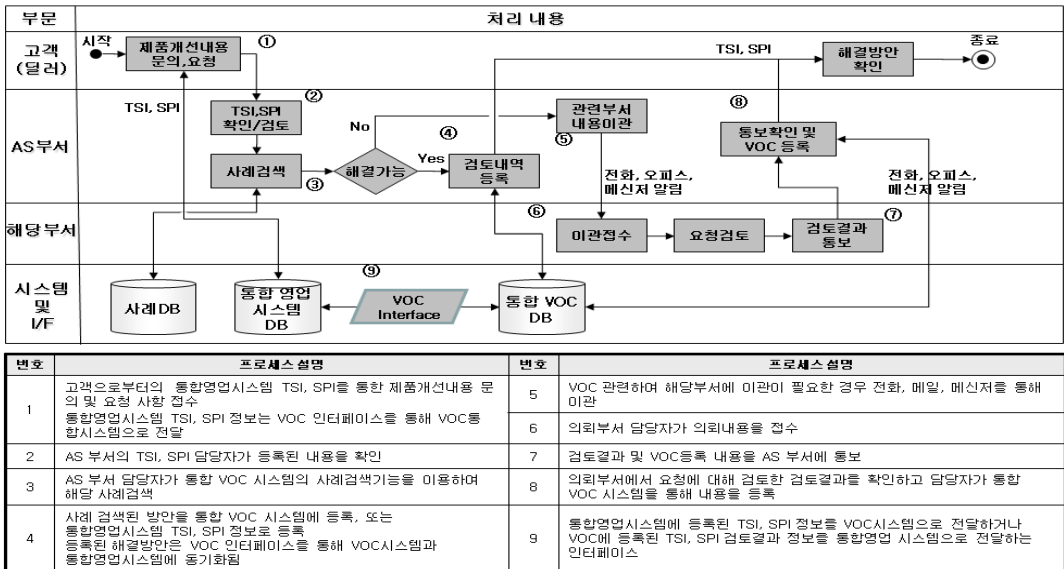 부문
처리 내용
고객
(딜러)
시작
제품개선내용
문의,요청
①
TSI, SPI
해결방안
확인
종료
TSI, SPI
AS부서
②
TSI,SPI
확인/검토
사례검색
③
No
해결가능
Yes
④
검토내역
등록
관련부서
내용이관
⑤
전화, 오피스,
메신저 알림
⑧
통보확인 및
VOC 등록
전화, 오피스,
메신저 알림
해당부서
⑥
이관접수
요청검토
검토결과
통보
⑦
시스템
및
I/F
사례DB
통합 영업
시스템
DB
⑨
VOC
Interface
통합 VOC
DB
번호
프로세스설명
번호
프로세스설명
1
고객으로부터의 통합영업시스템 TSI, SPI를 통한 제품개선내용 문
의 및 요청 사항 접수
통합영업시스템 TSI, SPI 정보는 VOC 인터페이스를 통해 VOC통
합시스템으로 전달
5
VOC 관련하여 해당부서에 이관이 필요한 경우 전화, 메일, 메신저를 통해
이관
6
의뢰부서 담당자가 의뢰내용을 접수
2
AS 부서의 TSI, SPI 담당자가 등록된 내용을 확인
7
검토결과 및 VOC등록 내용을 AS 부서에 통보
3
AS 부서 담당자가 통합 VOC 시스템의 사례검색기능을 이용하며
해당 사례검색
8
의뢰부서에서 요청에 대해 검토한 검토결과를 확인하고 담당자가 통합
VOC 시스템을 통해 내용을 등록
4
사례 검색된 방안을 통합 VOC 시스템에 등록, 또는
통합영업시스템 TSI, SPI 정보로 등록
등록된 해결방안은 VOC 인터페이스를 통해 VOC시스템과
통합영업시스템에 동기화됨
9
통합영업시스템에 등록된 TSI, SPI 정보를 VOC시스템으로 전달하거나
VOC에 등록된 TSI, SPI 검토결과 정보를 통합영업 시스템으로 전달하는
인터페이스